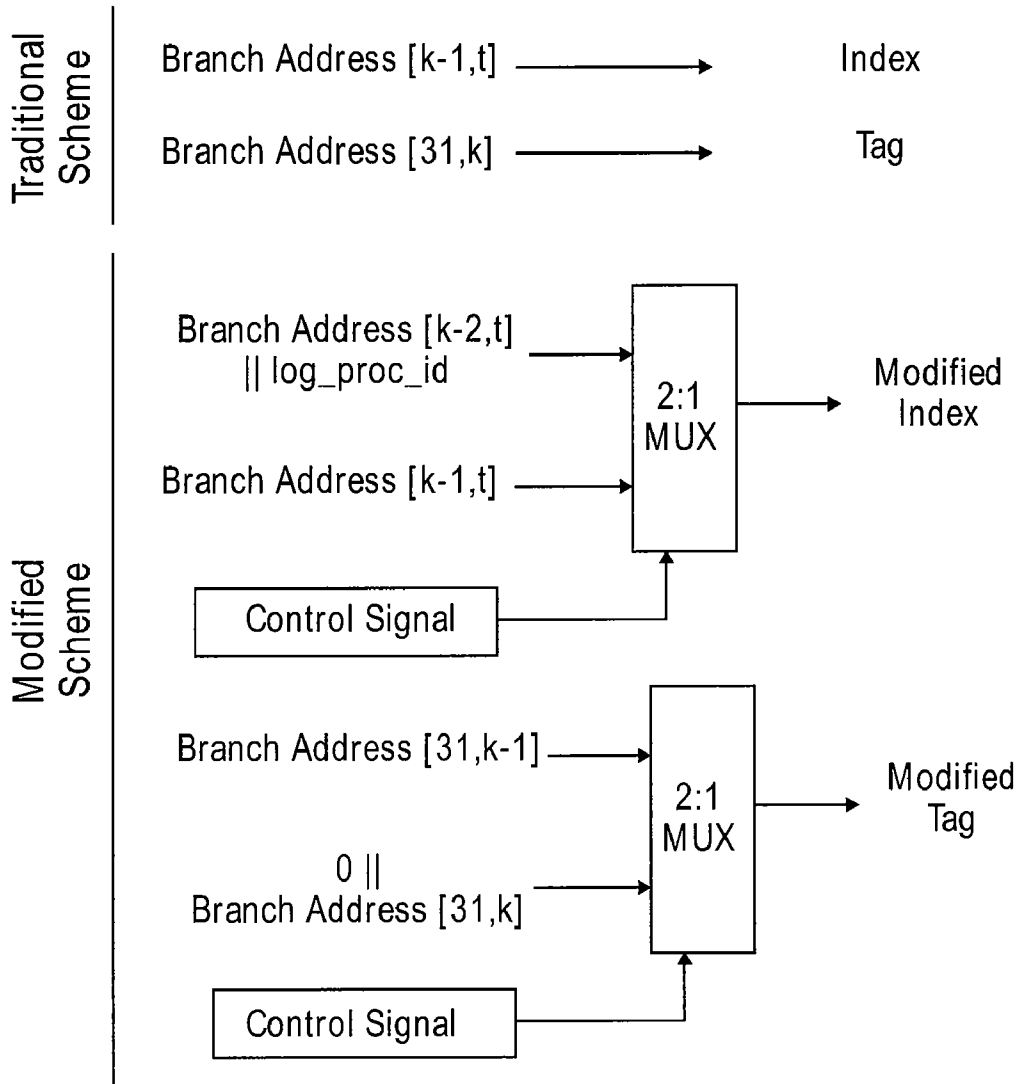 Traditional
Scheme
Branch Address [k-1,t]
Index
Branch Address [31,k]
Tag
Modified
Scheme
Branch Address [k-2,t]
|| log_proc_id
Branch Address [k-1,t]
Control Signal
2:1
MUX
Modified
Index
Branch Address [31,k-1]
0 ||
Branch Address [31,k]
Control Signal
2:1
MUX
Modified
Tag